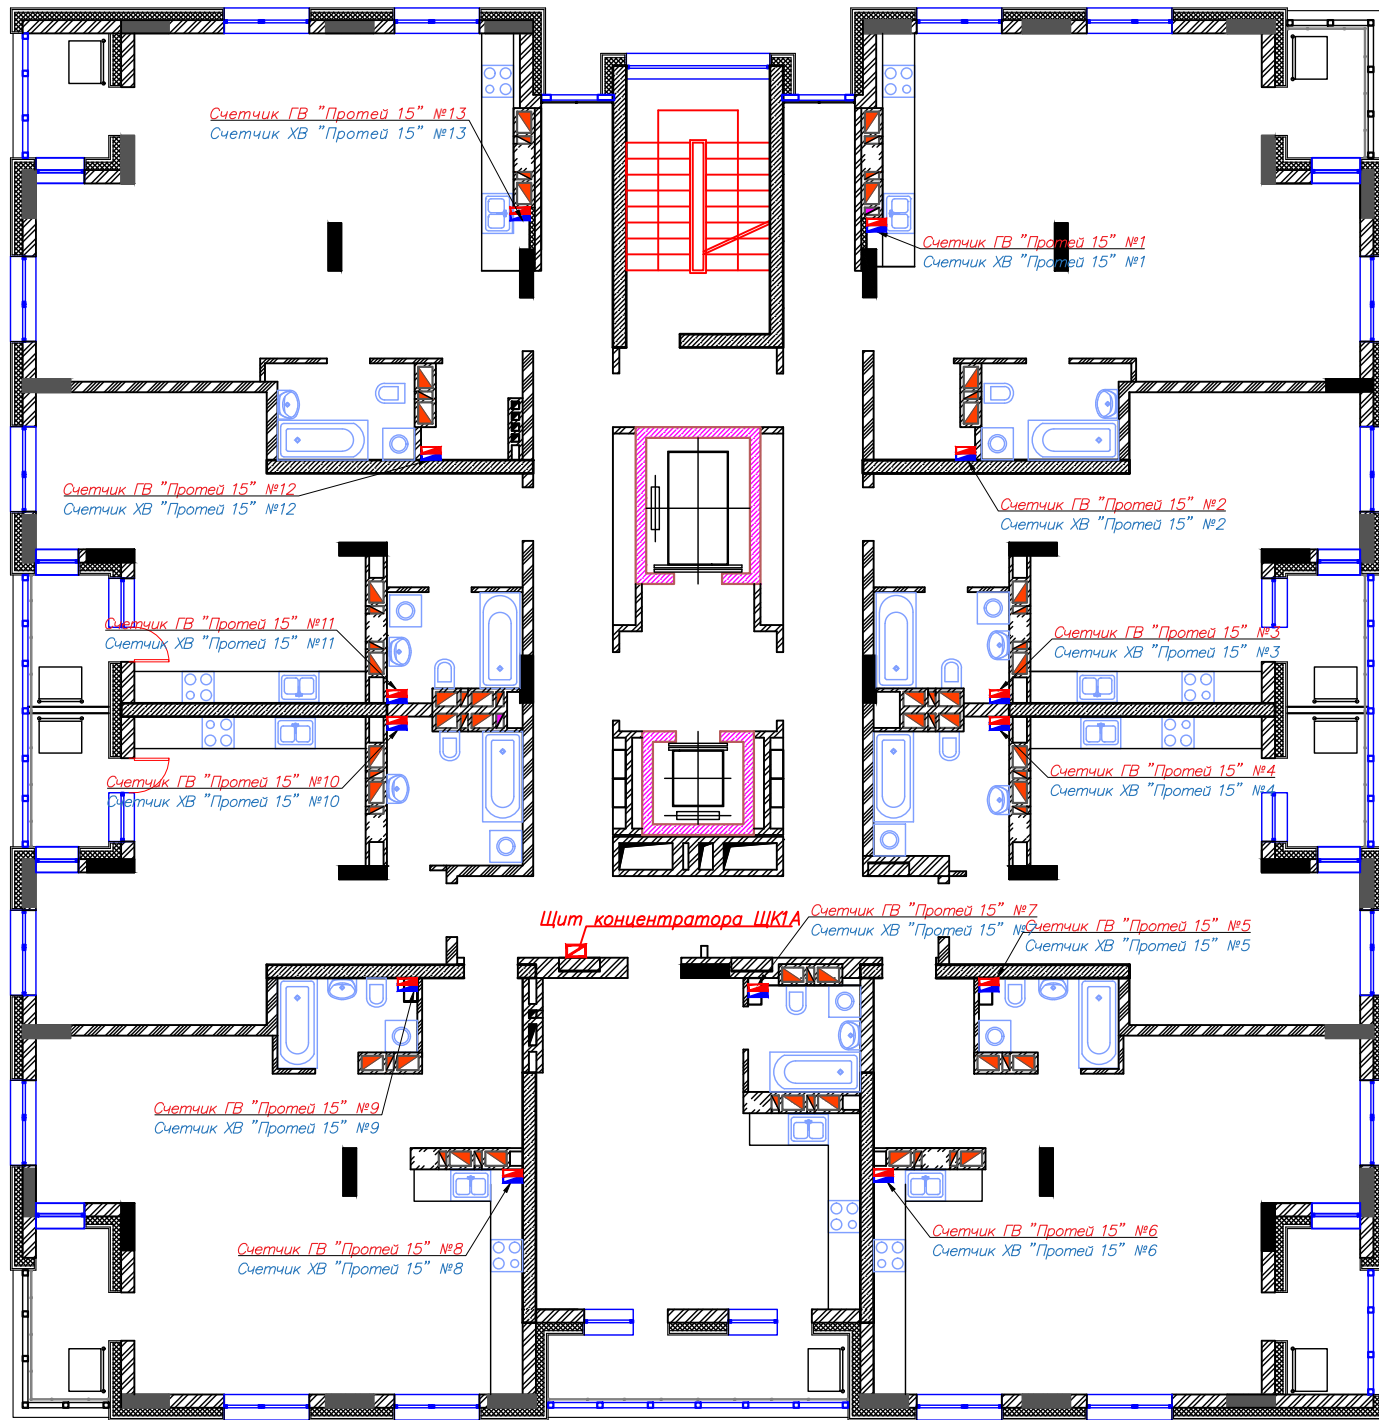 Счетчик ГВ "Протей 15" №13
Счетчик ХВ "Протей 15" №13
Счетчик ГВ "Протей 15" №1
Счетчик ХВ "Протей 15" №1
Счетчик ГВ "Протей 15" №12
Счетчик ХВ "Протей 15" №12
Счетчик ГВ "Протей 15" №2
Счетчик ХВ "Протей 15" №2
Счетчик ГВ "Протей 15" №11
Счетчик ХВ "Протей 15" №11
Счетчик ГВ "Протей 15" №3
Счетчик ХВ "Протей 15" №3
Счетчик ГВ "Протей 15" №10
Счетчик ХВ "Протей 15" №10
Счетчик ГВ "Протей 15" №4
Счетчик ХВ "Протей 15" №4
Щит концентратора ЩК1А
Счетчик ГВ "Протей 15" №7
Счетчик ХВ "Протей 15" №7
Счетчик ГВ "Протей 15" №5
Счетчик ХВ "Протей 15" №5
Счетчик ГВ "Протей 15" №9
Счетчик ХВ "Протей 15" №9
Счетчик ГВ "Протей 15" №8
Счетчик ХВ "Протей 15" №8
Счетчик ГВ "Протей 15" №6
Счетчик ХВ "Протей 15" №6